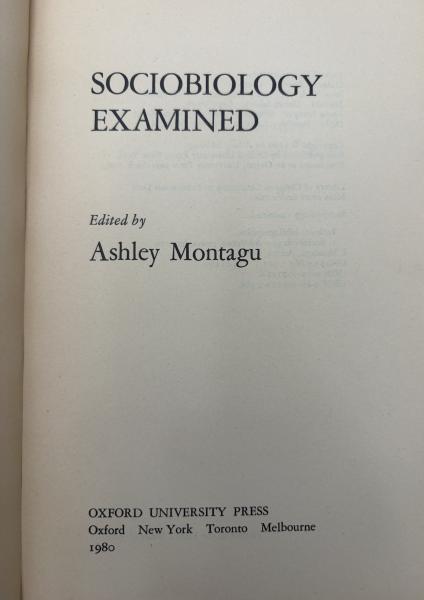 SOCIOBIOLOGY
EXAMINED
Edited by
Ashley Montagu
OXFORD UNIVERSITY PRESS
Oxford New York Toronto Melbourne
1980